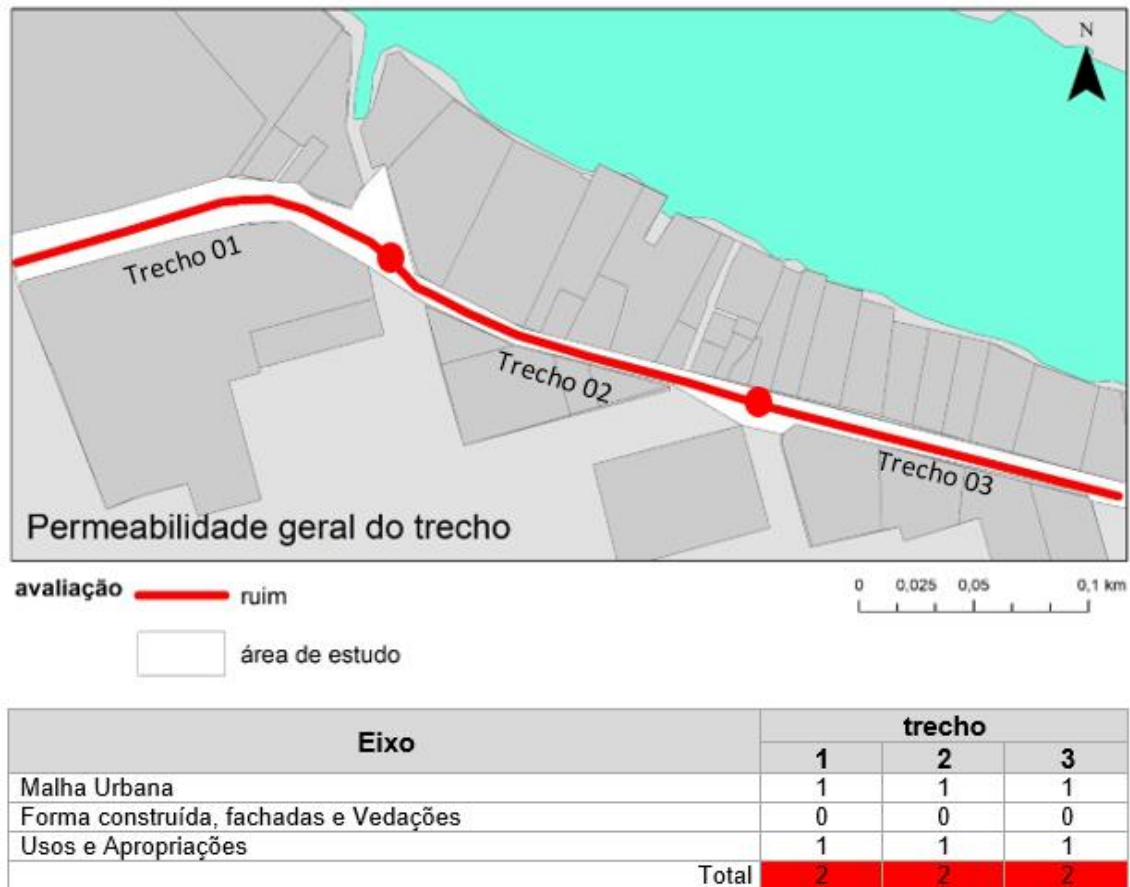 N
Trecho 01
Trecho 02
Trecho 03
Permeabilidade geral do trecho
avaliação ruim
0 0,025 0,05 0,1 km
área de estudo
Eixo trecho
1 2 3
Malha Urbana 1 1 1
Forma construída, fachadas e Vedações 0 0 0
Usos e Apropriações 1 1 1
Total 2 2 2